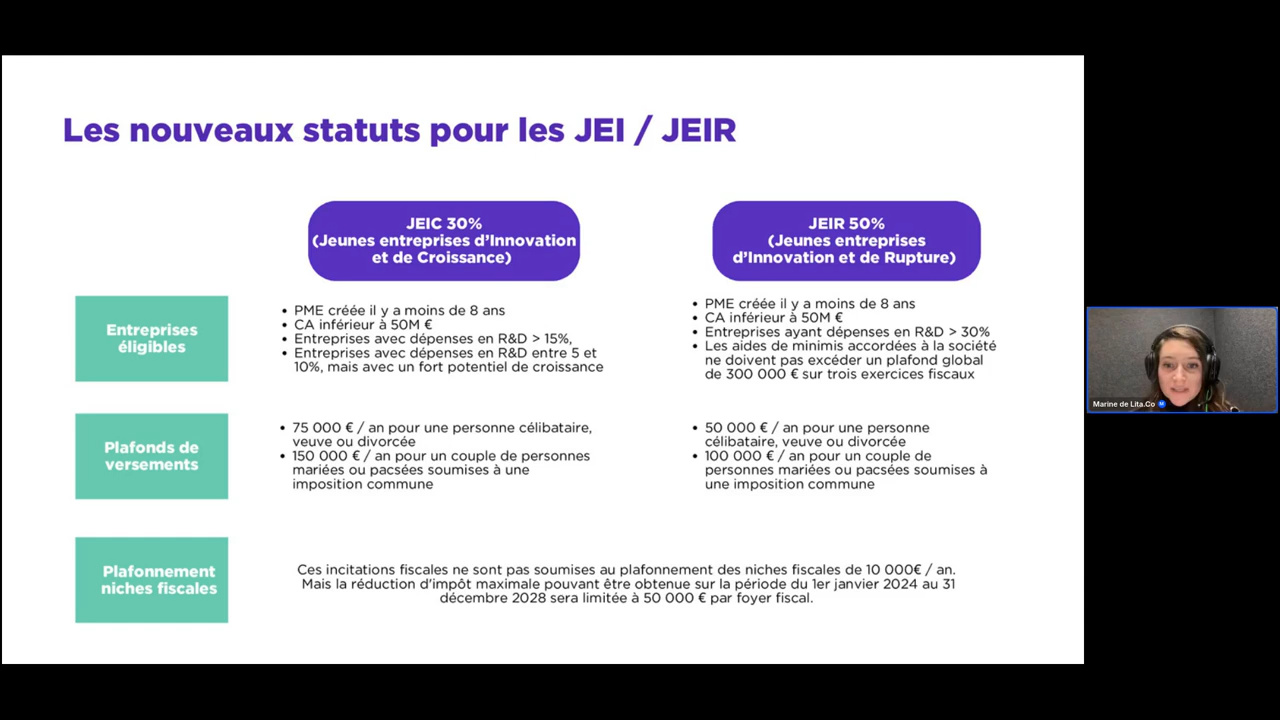 Les nouveaux statuts pour les JEI / JEIR
JEIC 30%
(Jeunes entreprises d'Innovation
et de Croissance)
JEIR 50%
(Jeunes entreprises
d'Innovation et de Rupture)
Entreprises
éligibles
• PME créée il y a moins de 8 ans
• CA inférieur à 50M €
• Entreprises avec dépenses en R&D > 15%,
• Entreprises avec dépenses en R&D entre 5 et
10%, mais avec un fort potentiel de croissance
• PME créée il y a moins de 8 ans
• CA inférieur à 50M €
• Entreprises ayant dépenses en R&D > 30%
• Les aides de minimis accordées à la société
ne doivent pas excéder un plafond global
de 300 000 € sur trois exercices fiscaux
Plafonds de
versements
• 75 000 € / an pour une personne célibataire,
veuve ou divorcée
• 150 000 € / an pour un couple de personnes
mariées ou pacsées soumises à une
imposition commune
• 50 000 € / an pour une personne
célibataire, veuve ou divorcée
• 100 000 € / an pour un couple de
personnes mariées ou pacsées soumises à
une imposition commune
Plafonnement
niches fiscales
Ces incitations fiscales ne sont pas soumises au plafonnement des niches fiscales de 10 000€ / an.
Mais la réduction d'impôt maximale pouvant être obtenue sur la période du 1er janvier 2024 au 31
décembre 2028 sera limitée à 50 000 € par foyer fiscal.
Marine de Lita.Co